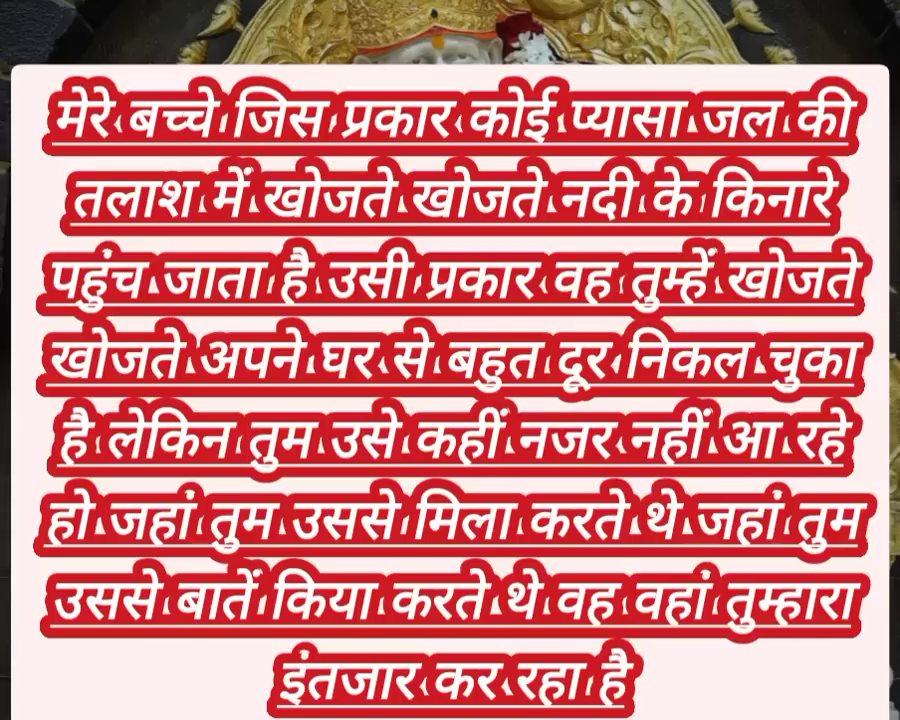 मेरे बच्चे जिस प्रकार कोई प्यासा जल की
तलाश में खोजते खोजते नदी के किनारे
पहुंच जाता है उसी प्रकार वह तुम्हें खोजते
खोजते अपने घर से बहुत दूर निकल चुका
है लेकिन तुम उसे कहीं नजर नहीं आ रहे
हो जहां तुम उससे मिला करते थे जहां तुम
उससे बातें किया करते थे वह वहां तुम्हारा
इंतजार कर रहा है